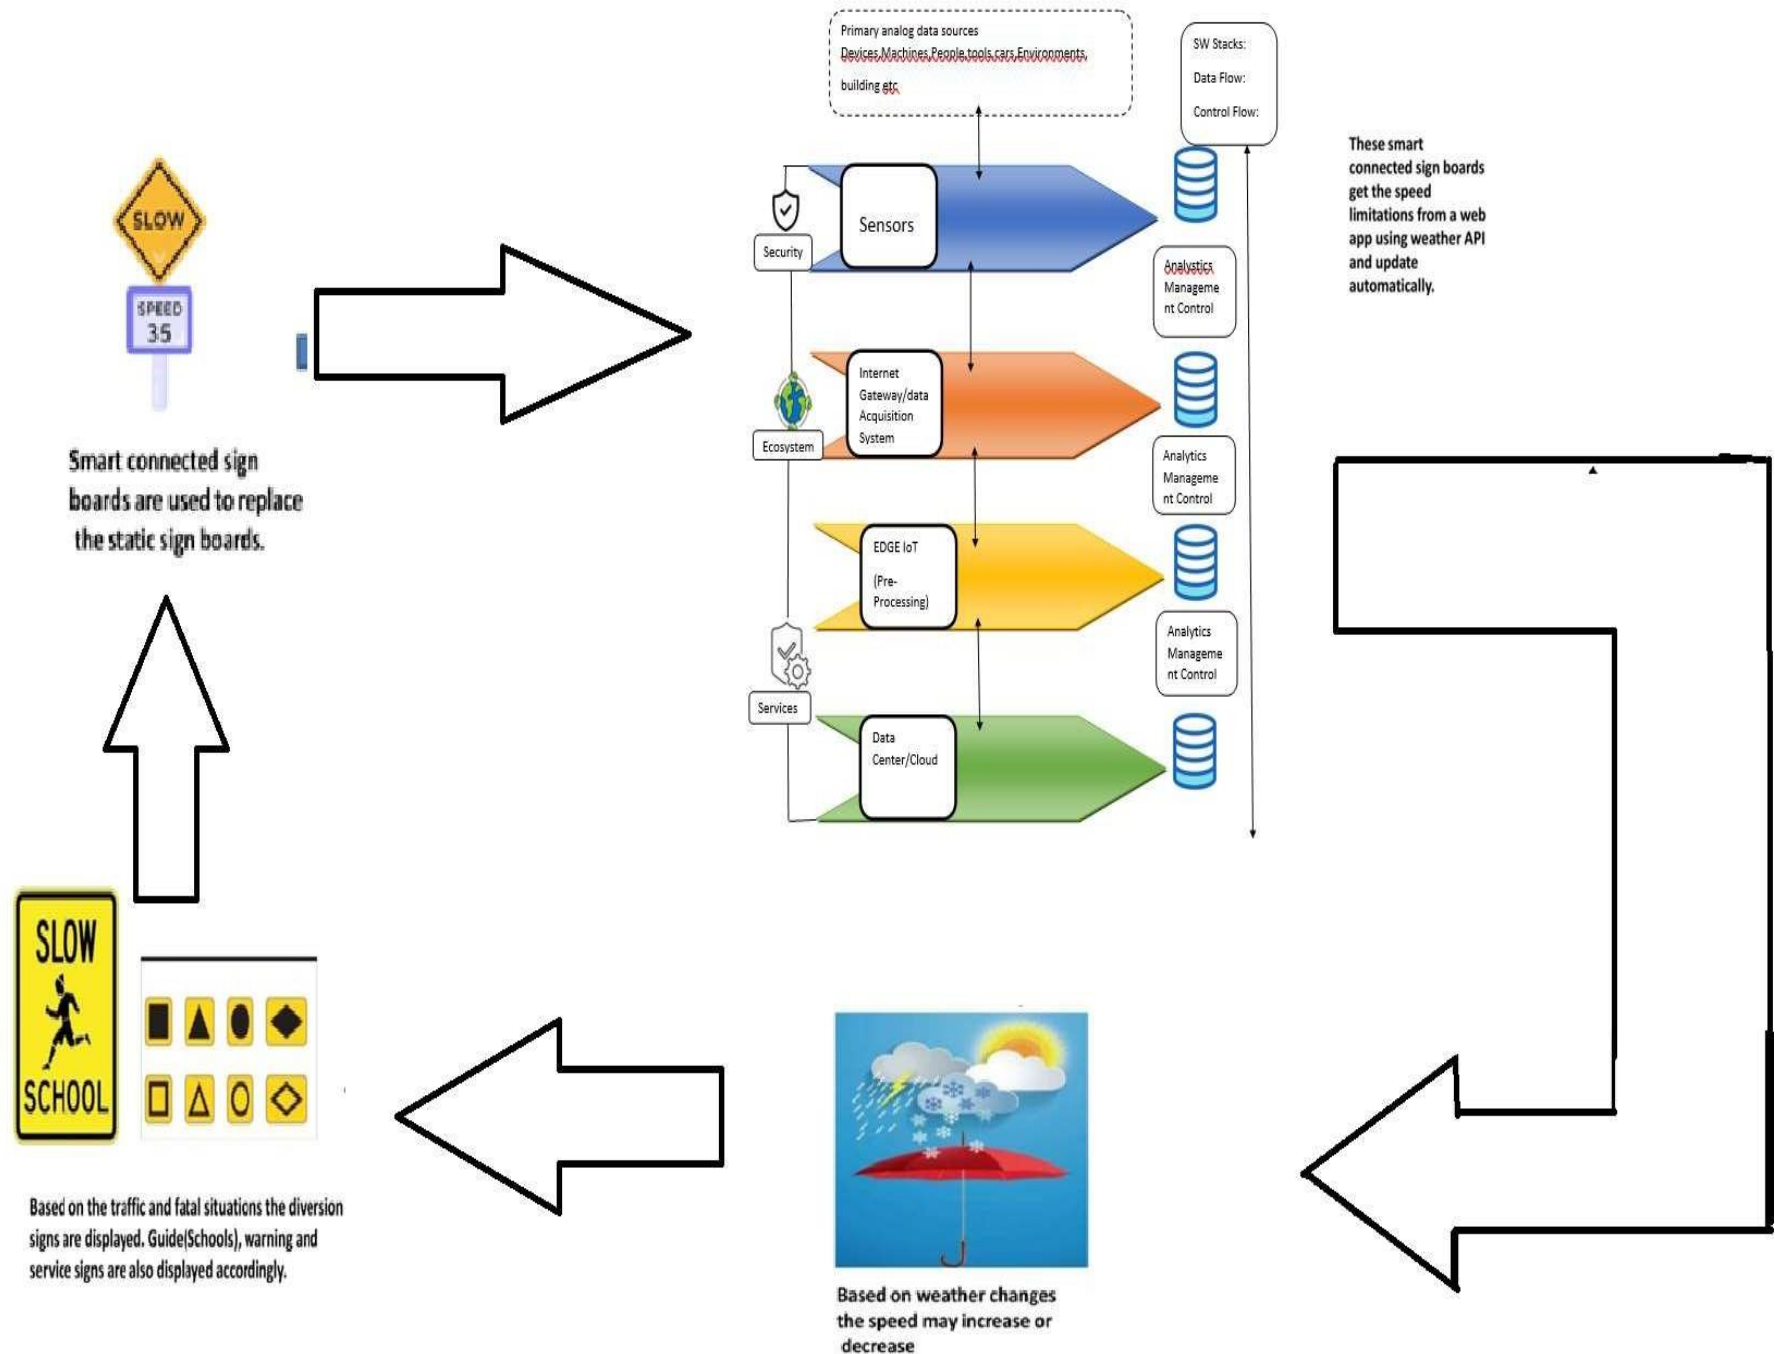 Primary analog data sources
Devices,Machines,People,tools,cars,Environments,
building etc
SW Stacks:
Data Flow:
Control Flow:
These smart
connected sign boards
get the speed
limitations from a web
app using weather API
and update
automatically.
SLOW
SPEED
35
Smart connected sign
boards are used to replace
the static sign boards.
Security
Sensors
Analystics
Manageme
nt Control
Ecosystem
Internet
Gateway/data
Acquisition
System
Analytics
Manageme
nt Control
EDGE IoT
(Pre-
Processing)
Analytics
Manageme
nt Control
Services
Data
Center/Cloud
Based on weather changes
the speed may increase or
decrease
SLOW
SCHOOL
Based on the traffic and fatal situations the diversion
signs are displayed. Guide(Schools), warning and
service signs are also displayed accordingly.